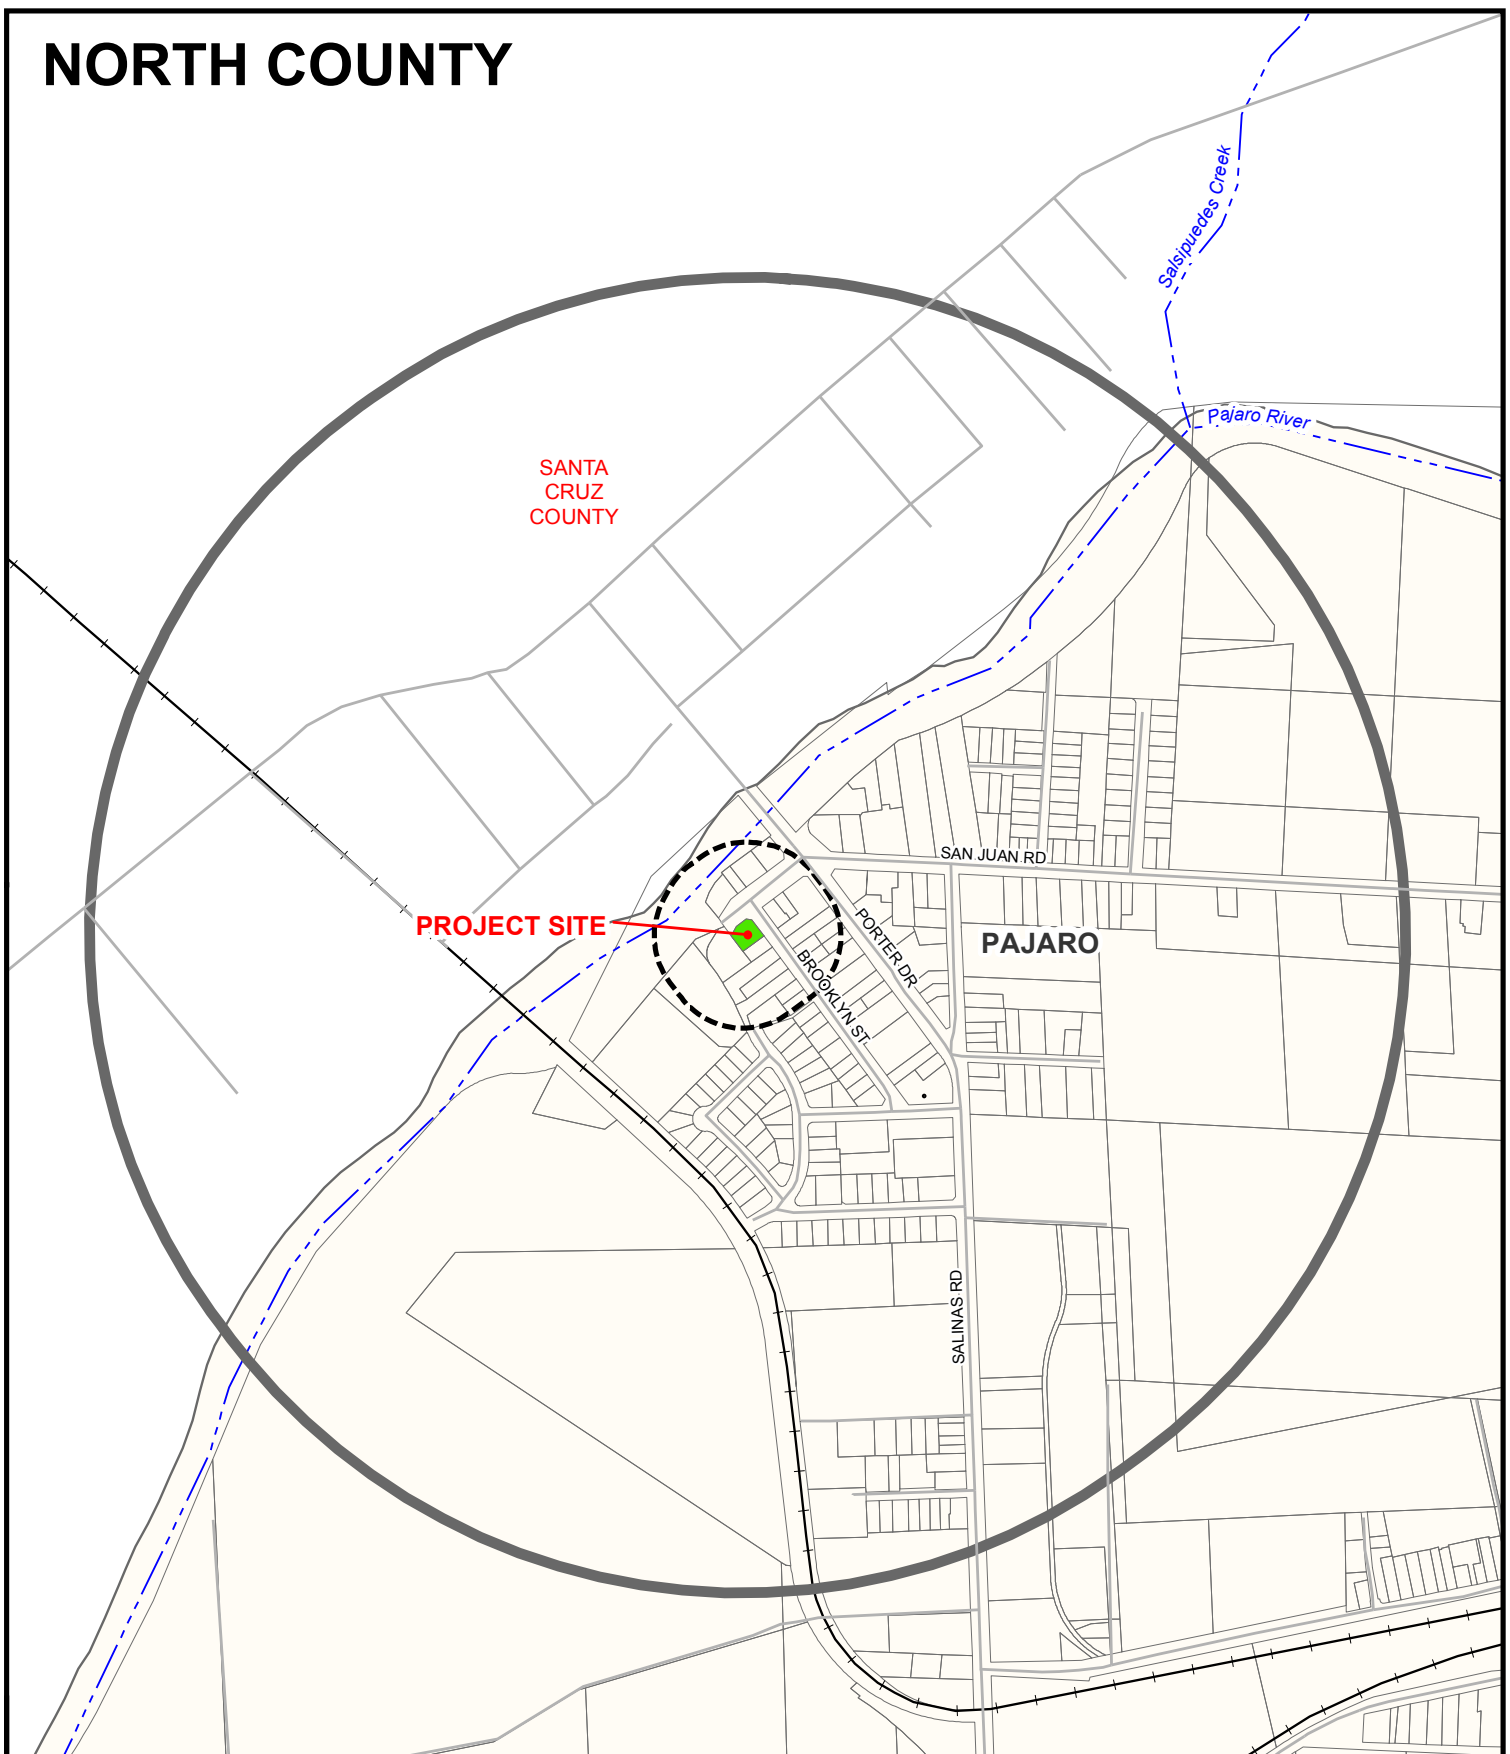 NORTH COUNTY
Salsipuedes Creek
Pajaro River
SANTA
CRUZ
COUNTY
SAN JUAN RD
PROJECT SITE
PORTER DR
PAJARO
BROOKLYN ST
SALINAS RD